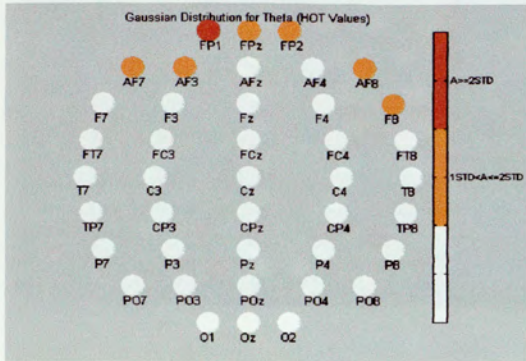 Gaussian Distribution for Theta (HOT Values)
FP1 FPz FP2
AF7 AF3 AFz AF4 AF8
A>=2STD
F7 F3 Fz F4 F8
FT7 FC3 FCz FC4 FT8
1STD<A<=2STD
T7 C3 Cz C4 T8
TP7 CP3 CPz CP4 TP8
P7 P3 Pz P4 P8
PO7 PO3 POz PO4 PO8
O1 Oz O2